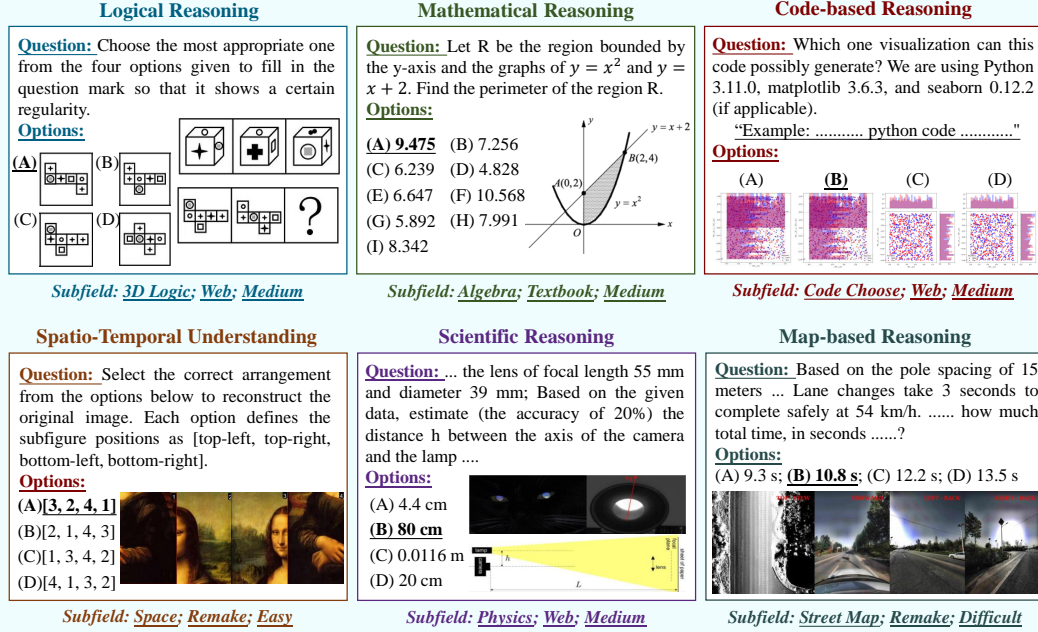 Logical Reasoning
Question: Choose the most appropriate one
from the four options given to fill in the
question mark so that it shows a certain
regularity.
Options:
(A)
(B)
(C)
(D)
?
Subfield: 3D Logic; Web; Medium
Mathematical Reasoning
Question: Let R be the region bounded by
the y-axis and the graphs of y = x² and y =
x + 2. Find the perimeter of the region R.
Options:
(A) 9.475 (B) 7.256
(C) 6.239 (D) 4.828
(E) 6.647 (F) 10.568
(G) 5.892 (H) 7.991
(I) 8.342
y
y = x + 2
B(2, 4)
A(0, 2)
y = x²
O
x
Subfield: Algebra; Textbook; Medium
Code-based Reasoning
Question: Which one visualization can this
code possibly generate? We are using Python
3.11.0, matplotlib 3.6.3, and seaborn 0.12.2
(if applicable).
“Example: ........... python code ............"
Options:
(A) (B) (C) (D)
Subfield: Code Choose; Web; Medium
Spatio-Temporal Understanding
Question: Select the correct arrangement
from the options below to reconstruct the
original image. Each option defines the
subfigure positions as [top-left, top-right,
bottom-left, bottom-right].
Options:
(A)[3, 2, 4, 1]
(B)[2, 1, 4, 3]
(C)[1, 3, 4, 2]
(D)[4, 1, 3, 2]
1 2 3 4
Subfield: Space; Remake; Easy
Scientific Reasoning
Question: ... the lens of focal length 55 mm
and diameter 39 mm; Based on the given
data, estimate (the accuracy of 20%) the
distance h between the axis of the camera
and the lamp ....
Options:
(A) 4.4 cm
(B) 80 cm
(C) 0.0116 m
(D) 20 cm
lamp
h
L
lens
focal plane
sheet of paper
Subfield: Physics; Web; Medium
Map-based Reasoning
Question: Based on the pole spacing of 15
meters ... Lane changes take 3 seconds to
complete safely at 54 km/h. ...... how much
total time, in seconds ......?
Options:
(A) 9.3 s; (B) 10.8 s; (C) 12.2 s; (D) 13.5 s
Subfield: Street Map; Remake; Difficult